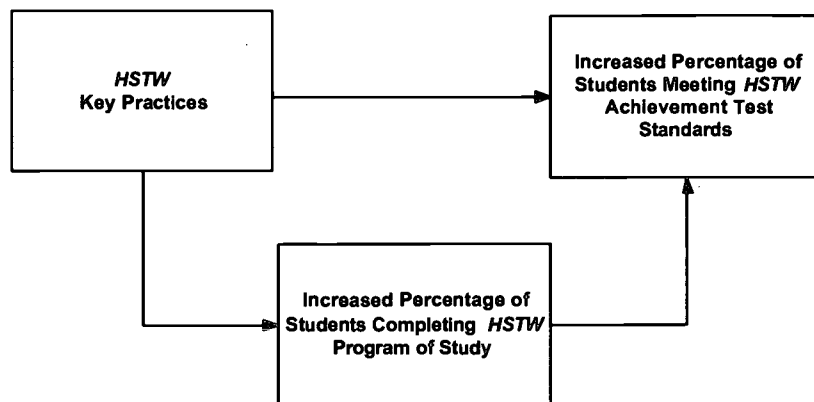 HSTW
Key Practices
Increased Percentage of
Students Meeting HSTW
Achievement Test
Standards
Increased Percentage of
Students Completing HSTW
Program of Study